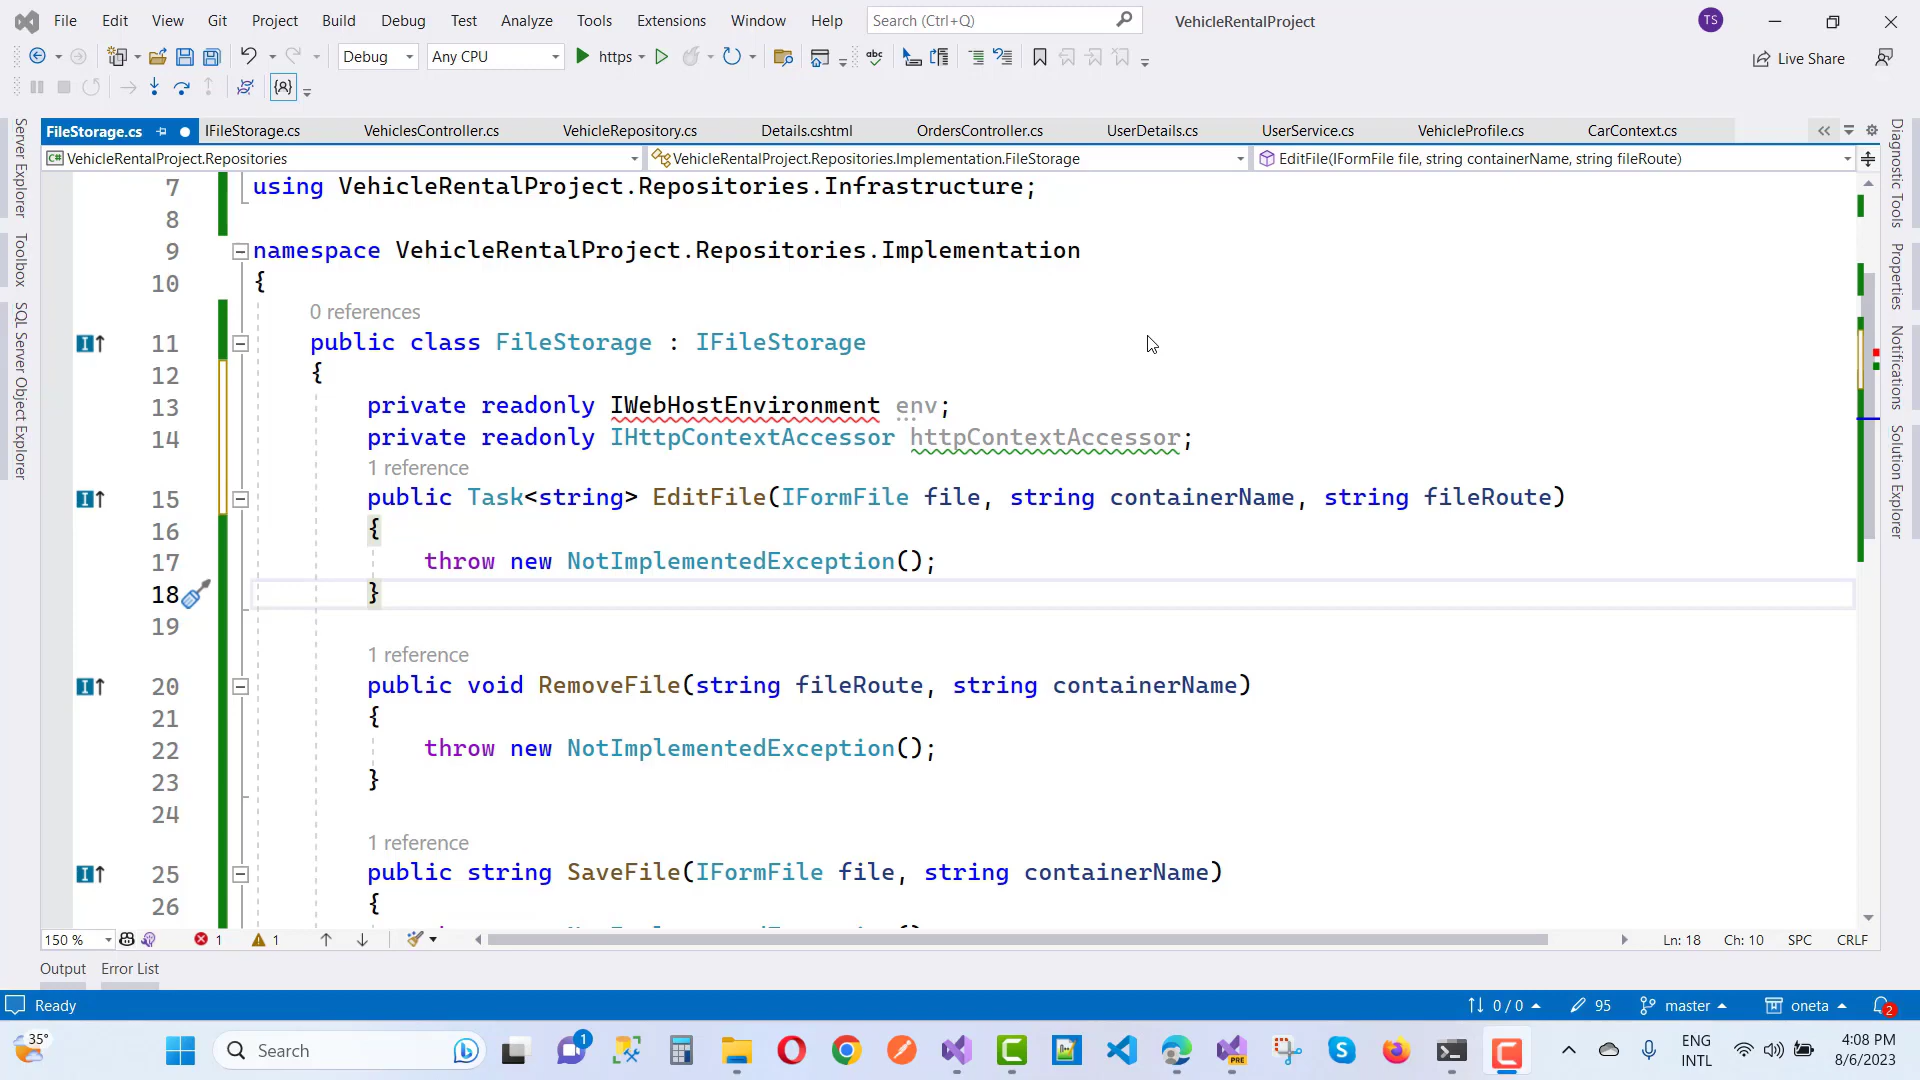 File Edit View Git Project Build Debug Test Analyze Tools Extensions Window Help Search (Ctrl+Q) VehicleRentalProject TS
Debug Any CPU https Live Share
FileStorage.cs IFileStorage.cs VehiclesController.cs VehicleRepository.cs Details.cshtml OrdersController.cs UserDetails.cs UserService.cs VehicleProfile.cs CarContext.cs
VehicleRentalProject.Repositories VehicleRentalProject.Repositories.Implementation.FileStorage EditFile(IFormFile file, string containerName, string fileRoute)
Server Explorer
Toolbox
SQL Server Object Explorer
7 using VehicleRentalProject.Repositories.Infrastructure;
8
9 namespace VehicleRentalProject.Repositories.Implementation
10 {
0 references
11 public class FileStorage : IFileStorage
12 {
13 private readonly IWebHostEnvironment env;
14 private readonly IHttpContextAccessor httpContextAccessor;
1 reference
15 public Task<string> EditFile(IFormFile file, string containerName, string fileRoute)
16 {
17 throw new NotImplementedException();
18 }
19
1 reference
20 public void RemoveFile(string fileRoute, string containerName)
21 {
22 throw new NotImplementedException();
23 }
24
1 reference
25 public string SaveFile(IFormFile file, string containerName)
26 {
Diagnostic Tools
Properties
Notifications
Solution Explorer
150 % 1 1 Ln: 18 Ch: 10 SPC CRLF
Output Error List
Ready 0 / 0 95 master oneta 2
35° Search 1 PRE ENG INTL 4:08 PM 8/6/2023